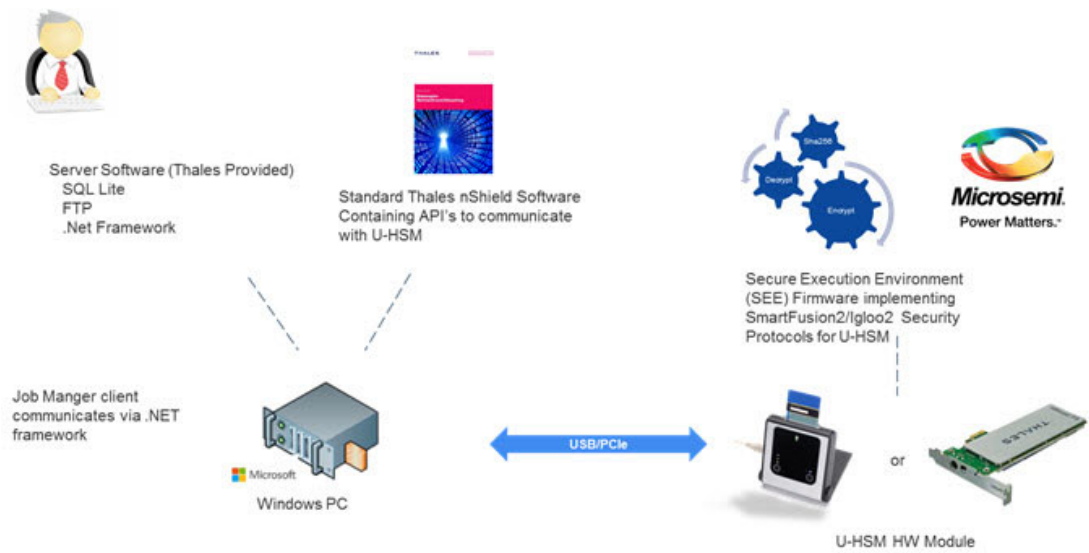 THALES
Server Software (Thales Provided)
SQL Lite
FTP
.Net Framework
Standard Thales nShield Software
Containing API's to communicate
with U-HSM
Sha256
Decrypt
Encrypt
Microsemi.
Power Matters.™
Secure Execution Environment
(SEE) Firmware implementing
SmartFusion2/Igloo2 Security
Protocols for U-HSM
Job Manger client
communicates via .NET
framework
Microsoft
Windows PC
USB/PCIe
or
THALES
U-HSM HW Module